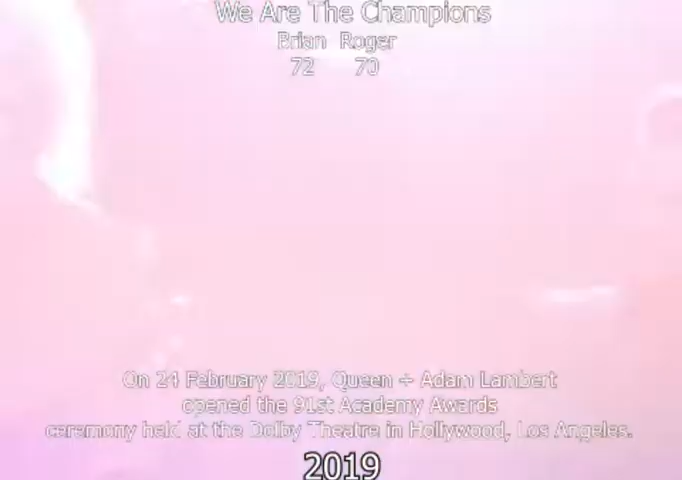 We Are The Champions
Brian Roger
72 70
On 24 February 2019, Queen + Adam Lambert
opened the 91st Academy Awards
ceremony held at the Dolby Theatre in Hollywood, Los Angeles.
2019